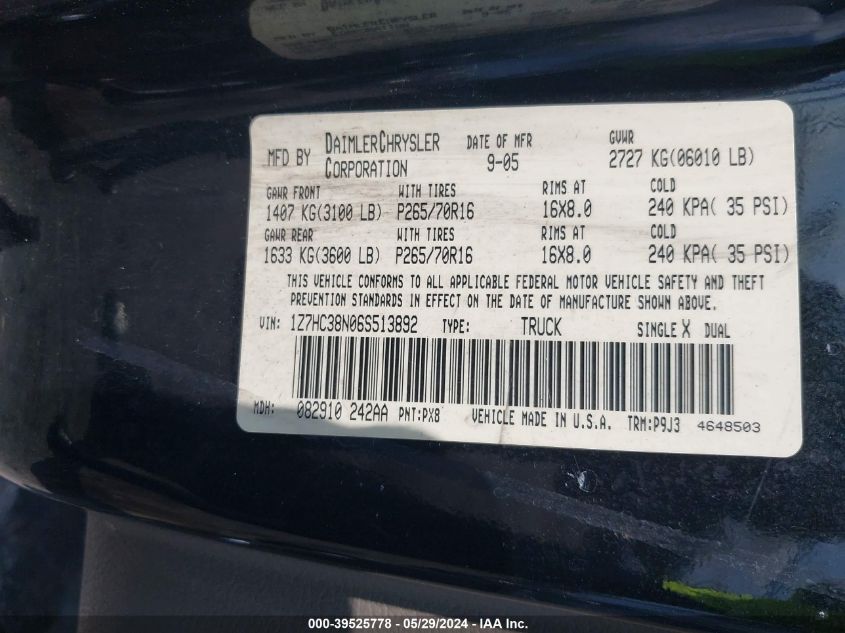 DAIMLERCHRYSLER
MFD BY DAIMLERCHRYSLER CORPORATION DATE OF MFR 9-05 GVWR 2727 KG(06010 LB)
GAWR FRONT WITH TIRES RIMS AT COLD
1407 KG(3100 LB) P265/70R16 16X8.0 240 KPA( 35 PSI)
GAWR REAR WITH TIRES RIMS AT COLD
1633 KG(3600 LB) P265/70R16 16X8.0 240 KPA( 35 PSI)
THIS VEHICLE CONFORMS TO ALL APPLICABLE FEDERAL MOTOR VEHICLE SAFETY AND THEFT
PREVENTION STANDARDS IN EFFECT ON THE DATE OF MANUFACTURE SHOWN ABOVE.
VIN: 1Z7HC38N06S513892 TYPE: TRUCK SINGLE X DUAL
MDH: 082910 242AA PNT:PX8 VEHICLE MADE IN U.S.A. TRM:P9J3 4648503
000-39525778 - 05/29/2024 - IAAI.com